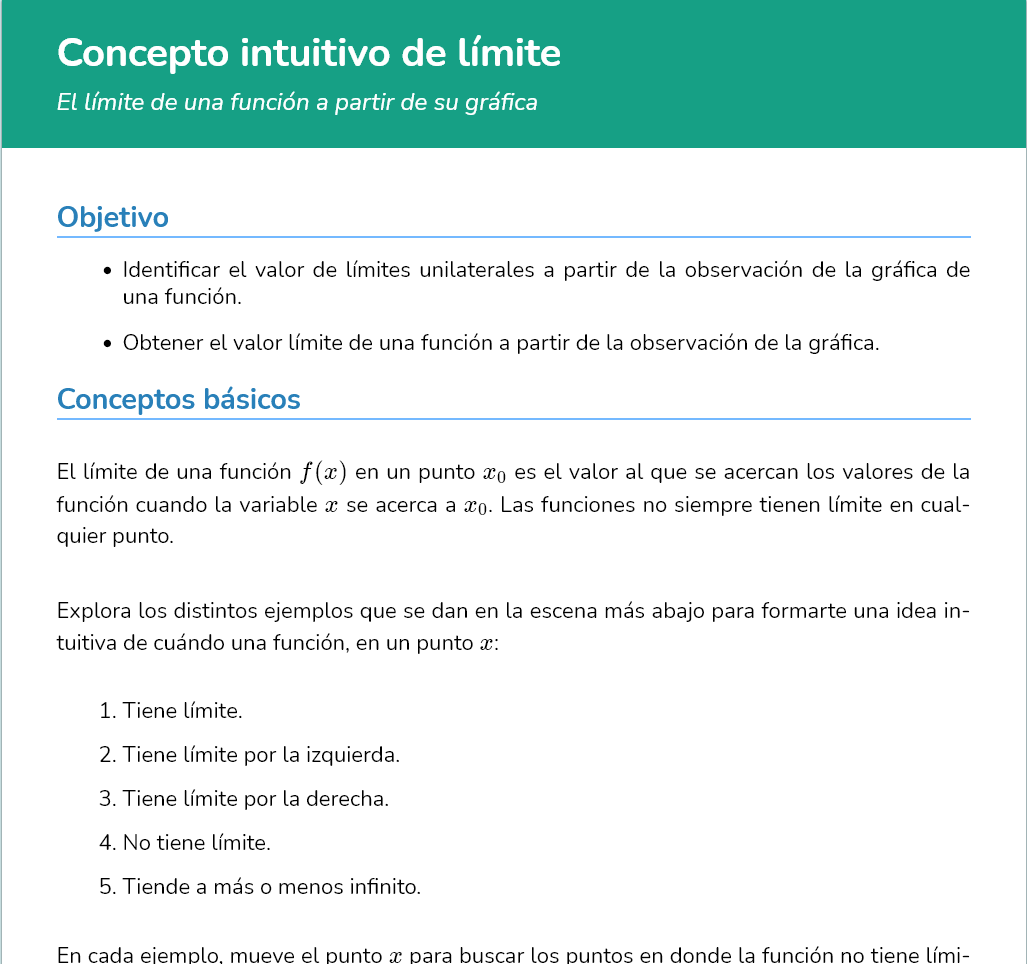 Concepto intuitivo de límite
El límite de una función a partir de su gráfica
Objetivo
• Identificar el valor de límites unilaterales a partir de la observación de la gráfica de
una función.
• Obtener el valor límite de una función a partir de la observación de la gráfica.
Conceptos básicos
El límite de una función f(x) en un punto x₀ es el valor al que se acercan los valores de la
función cuando la variable x se acerca a x₀. Las funciones no siempre tienen límite en cual-
quier punto.
Explora los distintos ejemplos que se dan en la escena más abajo para formarte una idea in-
tuitiva de cuándo una función, en un punto x:
1. Tiene límite.
2. Tiene límite por la izquierda.
3. Tiene límite por la derecha.
4. No tiene límite.
5. Tiende a más o menos infinito.
En cada ejemplo, mueve el punto x para buscar los puntos en donde la función no tiene lími-